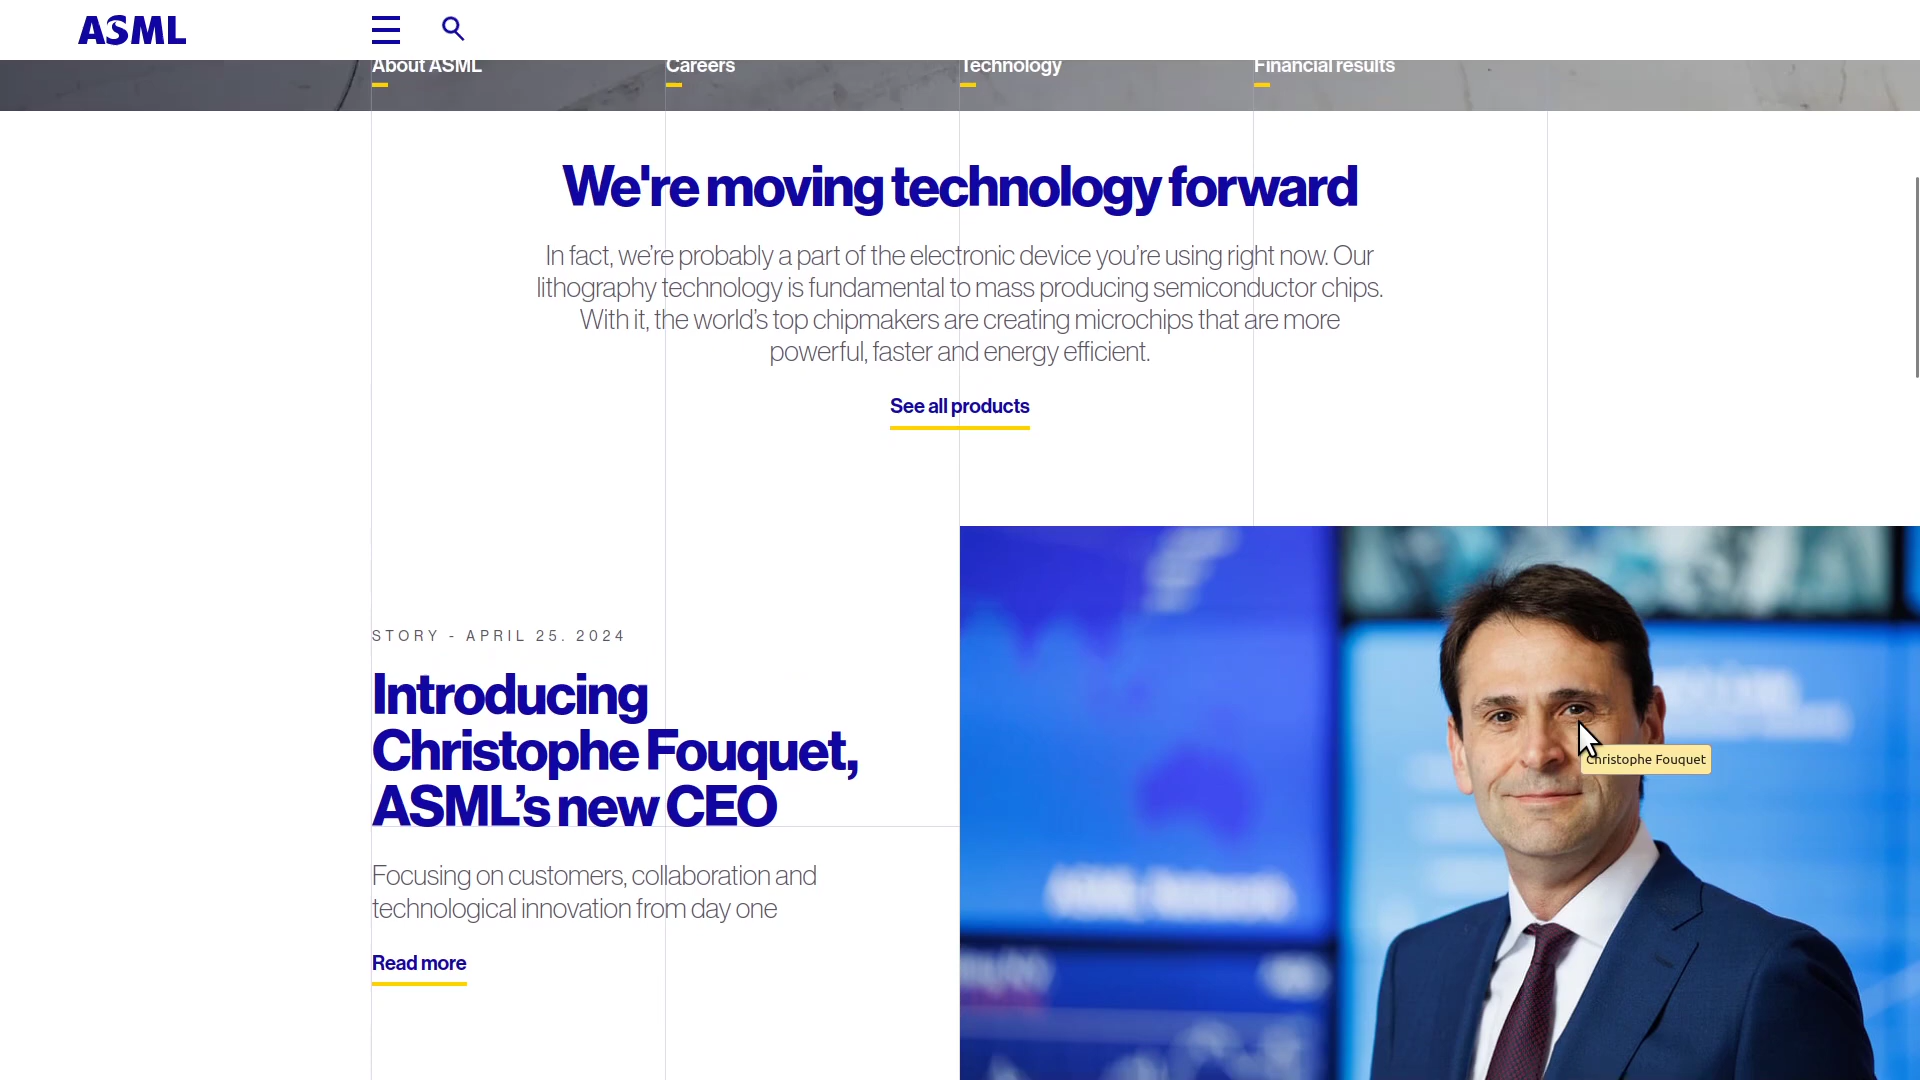 ASML
About ASML
Careers
Technology
Financial results
We're moving technology forward
In fact, we’re probably a part of the electronic device you’re using right now. Our
lithography technology is fundamental to mass producing semiconductor chips.
With it, the world’s top chipmakers are creating microchips that are more
powerful, faster and energy efficient.
See all products
STORY - APRIL 25. 2024
Introducing
Christophe Fouquet,
ASML’s new CEO
Focusing on customers, collaboration and
technological innovation from day one
Read more
Christophe Fouquet